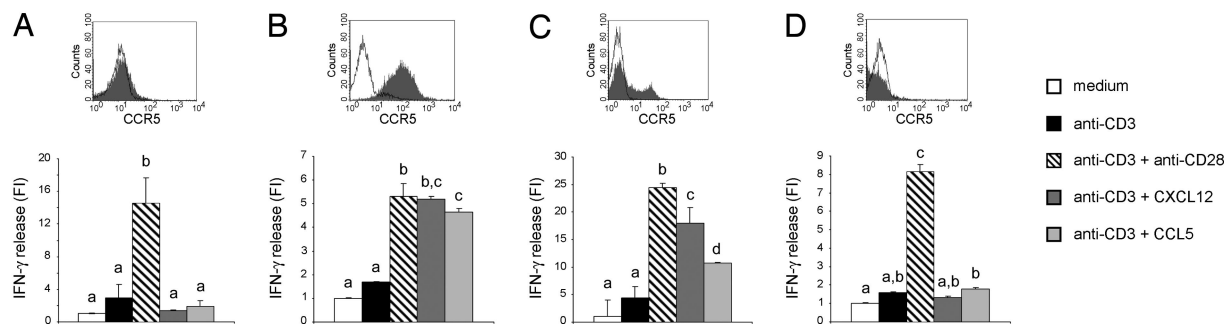 A
B
C
D
Counts
0 20 40 60 80 100
10^0 10^1 10^2 10^3 10^4
CCR5
Counts
0 20 40 60 80 100
10^0 10^1 10^2 10^3 10^4
CCR5
Counts
0 20 40 60 80 100
10^0 10^1 10^2 10^3 10^4
CCR5
Counts
0 20 40 60 80 100
10^0 10^1 10^2 10^3 10^4
CCR5
IFN-γ release (FI)
20
16
12
8
4
0
a
a
b
a
a
IFN-γ release (FI)
7
6
5
4
3
2
1
0
a
a
b
b,c
c
IFN-γ release (FI)
30
25
20
15
10
5
0
a
a
b
c
d
IFN-γ release (FI)
9
8
7
6
5
4
3
2
1
0
a
a,b
c
a,b
b
medium
anti-CD3
anti-CD3 + anti-CD28
anti-CD3 + CXCL12
anti-CD3 + CCL5